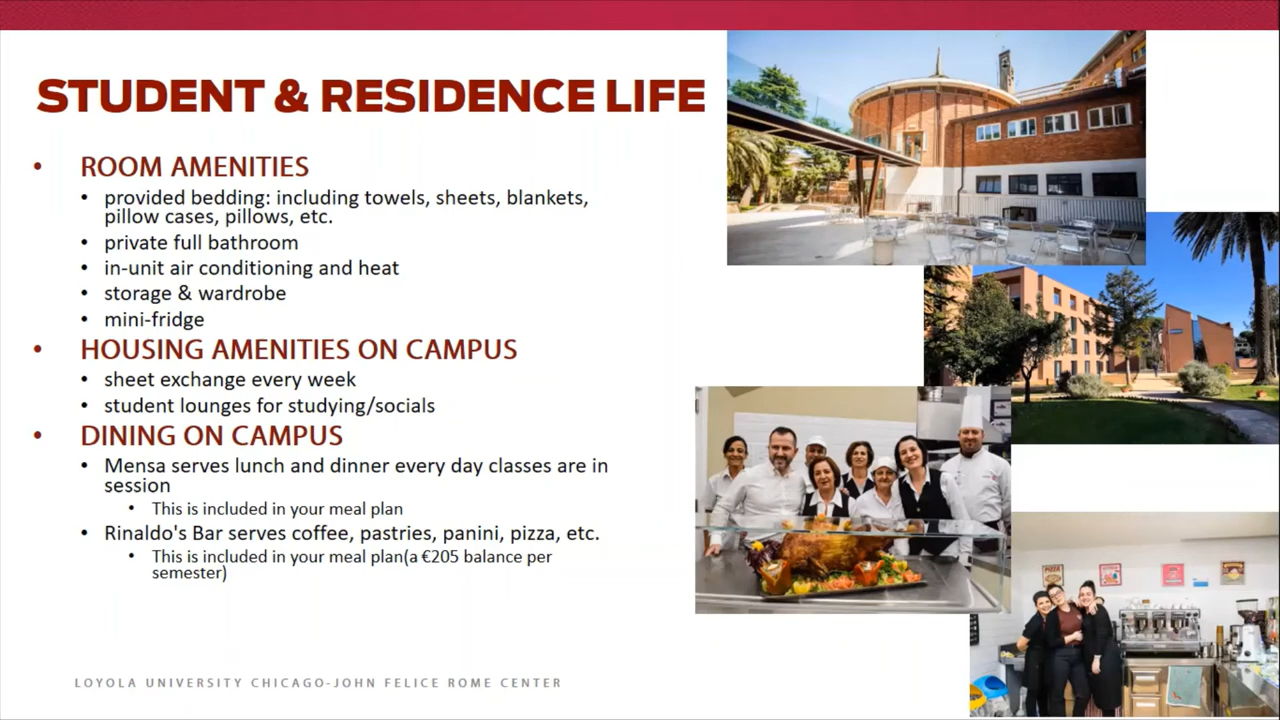 STUDENT & RESIDENCE LIFE
• ROOM AMENITIES
• provided bedding: including towels, sheets, blankets,
pillow cases, pillows, etc.
• private full bathroom
• in-unit air conditioning and heat
• storage & wardrobe
• mini-fridge
• HOUSING AMENITIES ON CAMPUS
• sheet exchange every week
• student lounges for studying/socials
• DINING ON CAMPUS
• Mensa serves lunch and dinner every day classes are in
session
• This is included in your meal plan
• Rinaldo's Bar serves coffee, pastries, panini, pizza, etc.
• This is included in your meal plan(a €205 balance per
semester)
PIZZA
LOYOLA UNIVERSITY CHICAGO-JOHN FELICE ROME CENTER